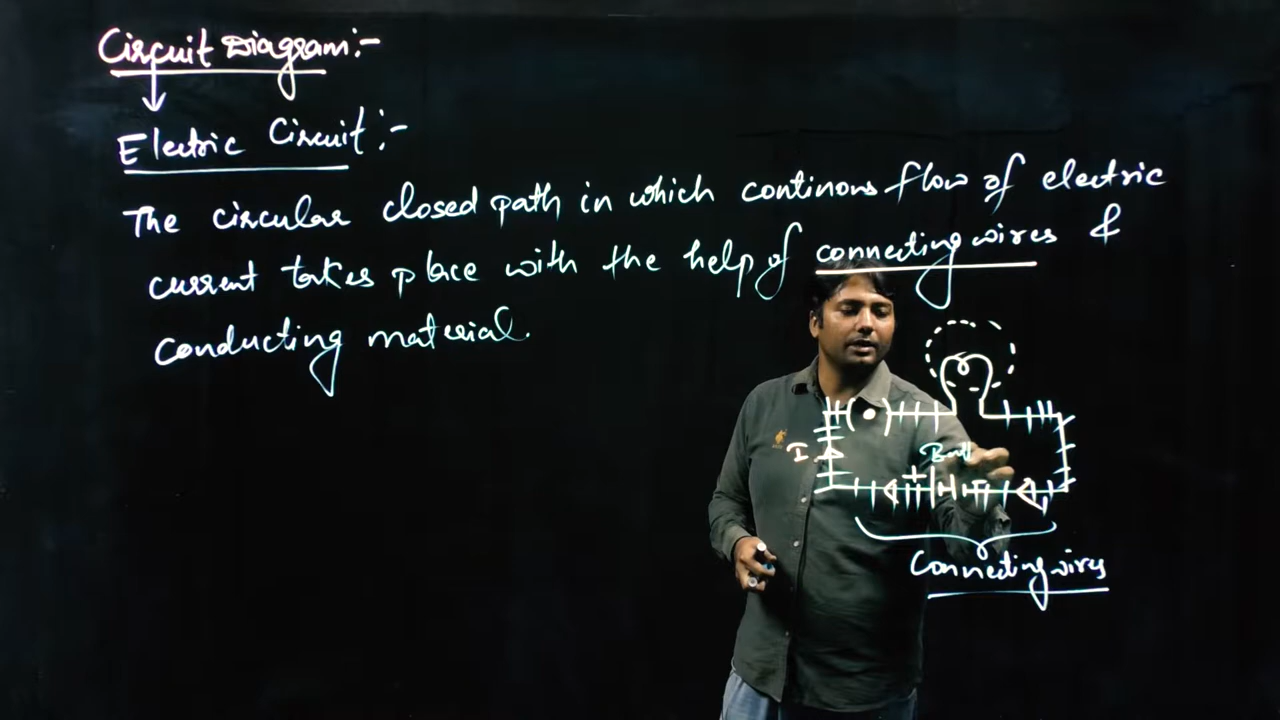 Circuit Diagram:-
Electric Circuit:-
The circular closed path in which continous flow of electric
current takes place with the help of connecting wires &
conducting material.
I
Batt
Connecting wires